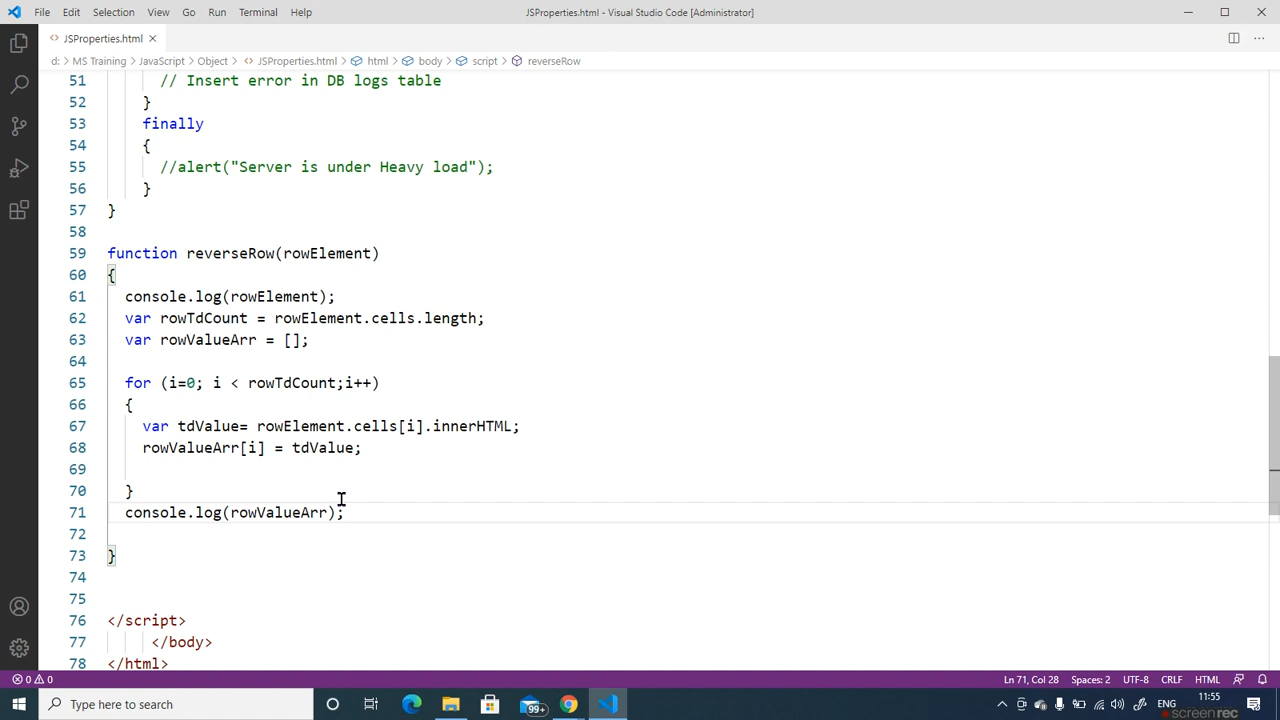 File Edit Selection View Go Run Terminal Help
JSProperties.html - Visual Studio Code [Administrator]
<> JSProperties.html ×
d: > MS Training > JavaScript > Object > <> JSProperties.html > html > body > script > reverseRow
51 // Insert error in DB logs table
52 }
53 finally
54 {
55 //alert("Server is under Heavy load");
56 }
57 }
58
59 function reverseRow(rowElement)
60 {
61 console.log(rowElement);
62 var rowTdCount = rowElement.cells.length;
63 var rowValueArr = [];
64
65 for (i=0; i < rowTdCount;i++)
66 {
67 var tdValue= rowElement.cells[i].innerHTML;
68 rowValueArr[i] = tdValue;
69
70 }
71 console.log(rowValueArr);
72
73 }
74
75
76 </script>
77 </body>
78 </html>
0 0 Ln 71, Col 28 Spaces: 2 UTF-8 CRLF HTML
Type here to search 99+ ENG 11:55
screenrec